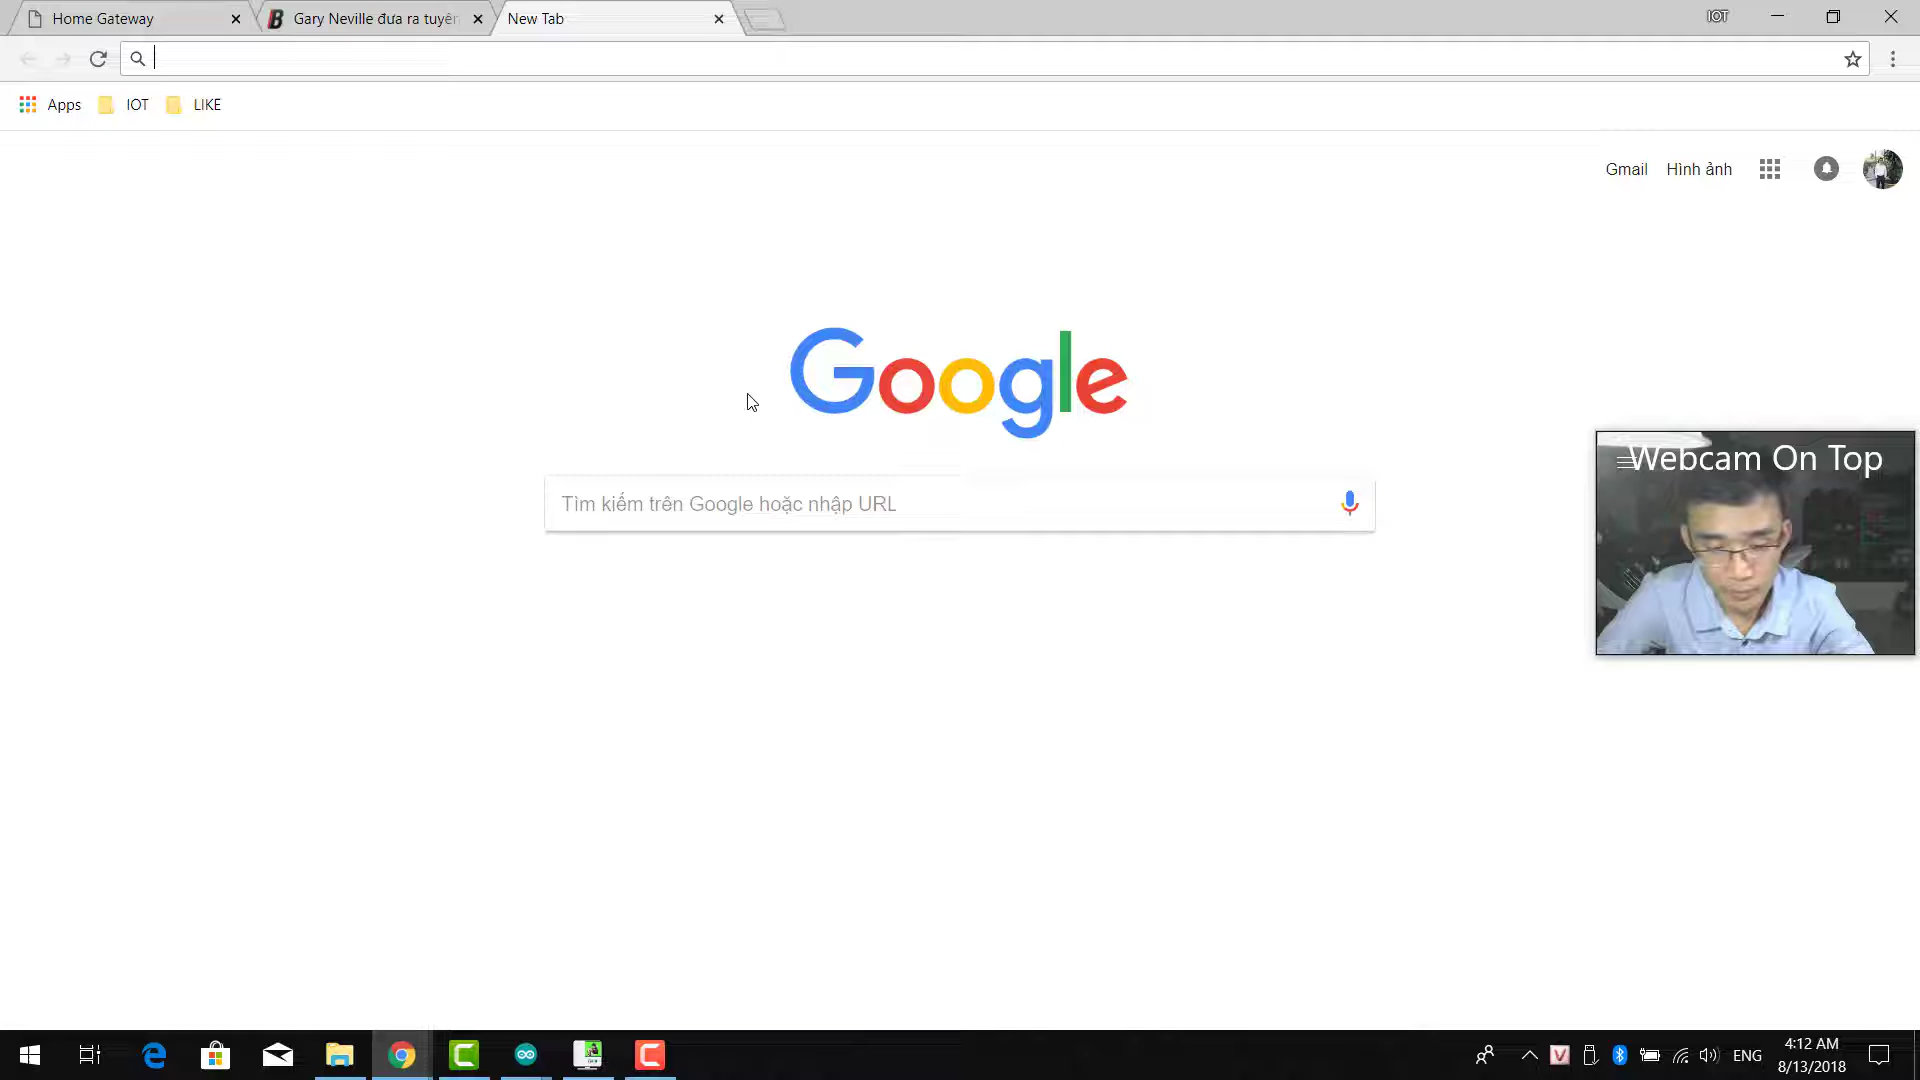 Home Gateway
Gary Neville đưa ra tuyên
New Tab
IOT
Apps
IOT
LIKE
Gmail
Hình ảnh
Google
Tìm kiếm trên Google hoặc nhập URL
Webcam On Top
ENG
4:12 AM
8/13/2018